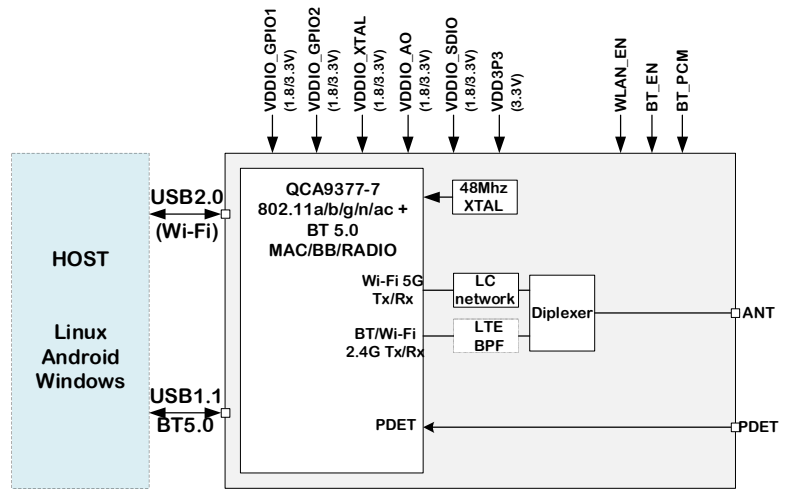 VDDIO_GPIO1
(1.8/3.3V)
VDDIO_GPIO2
(1.8/3.3V)
VDDIO_XTAL
(1.8/3.3V)
VDDIO_AO
(1.8/3.3V)
VDDIO_SDIO
(1.8/3.3V)
VDD3P3
(3.3V)
WLAN_EN
BT_EN
BT_PCM
HOST
Linux
Android
Windows
USB2.0
(Wi-Fi)
USB1.1
BT5.0
QCA9377-7
802.11a/b/g/n/ac +
BT 5.0
MAC/BB/RADIO
48Mhz
XTAL
Wi-Fi 5G
Tx/Rx
LC
network
BT/Wi-Fi
2.4G Tx/Rx
LTE
BPF
Diplexer
ANT
PDET
PDET